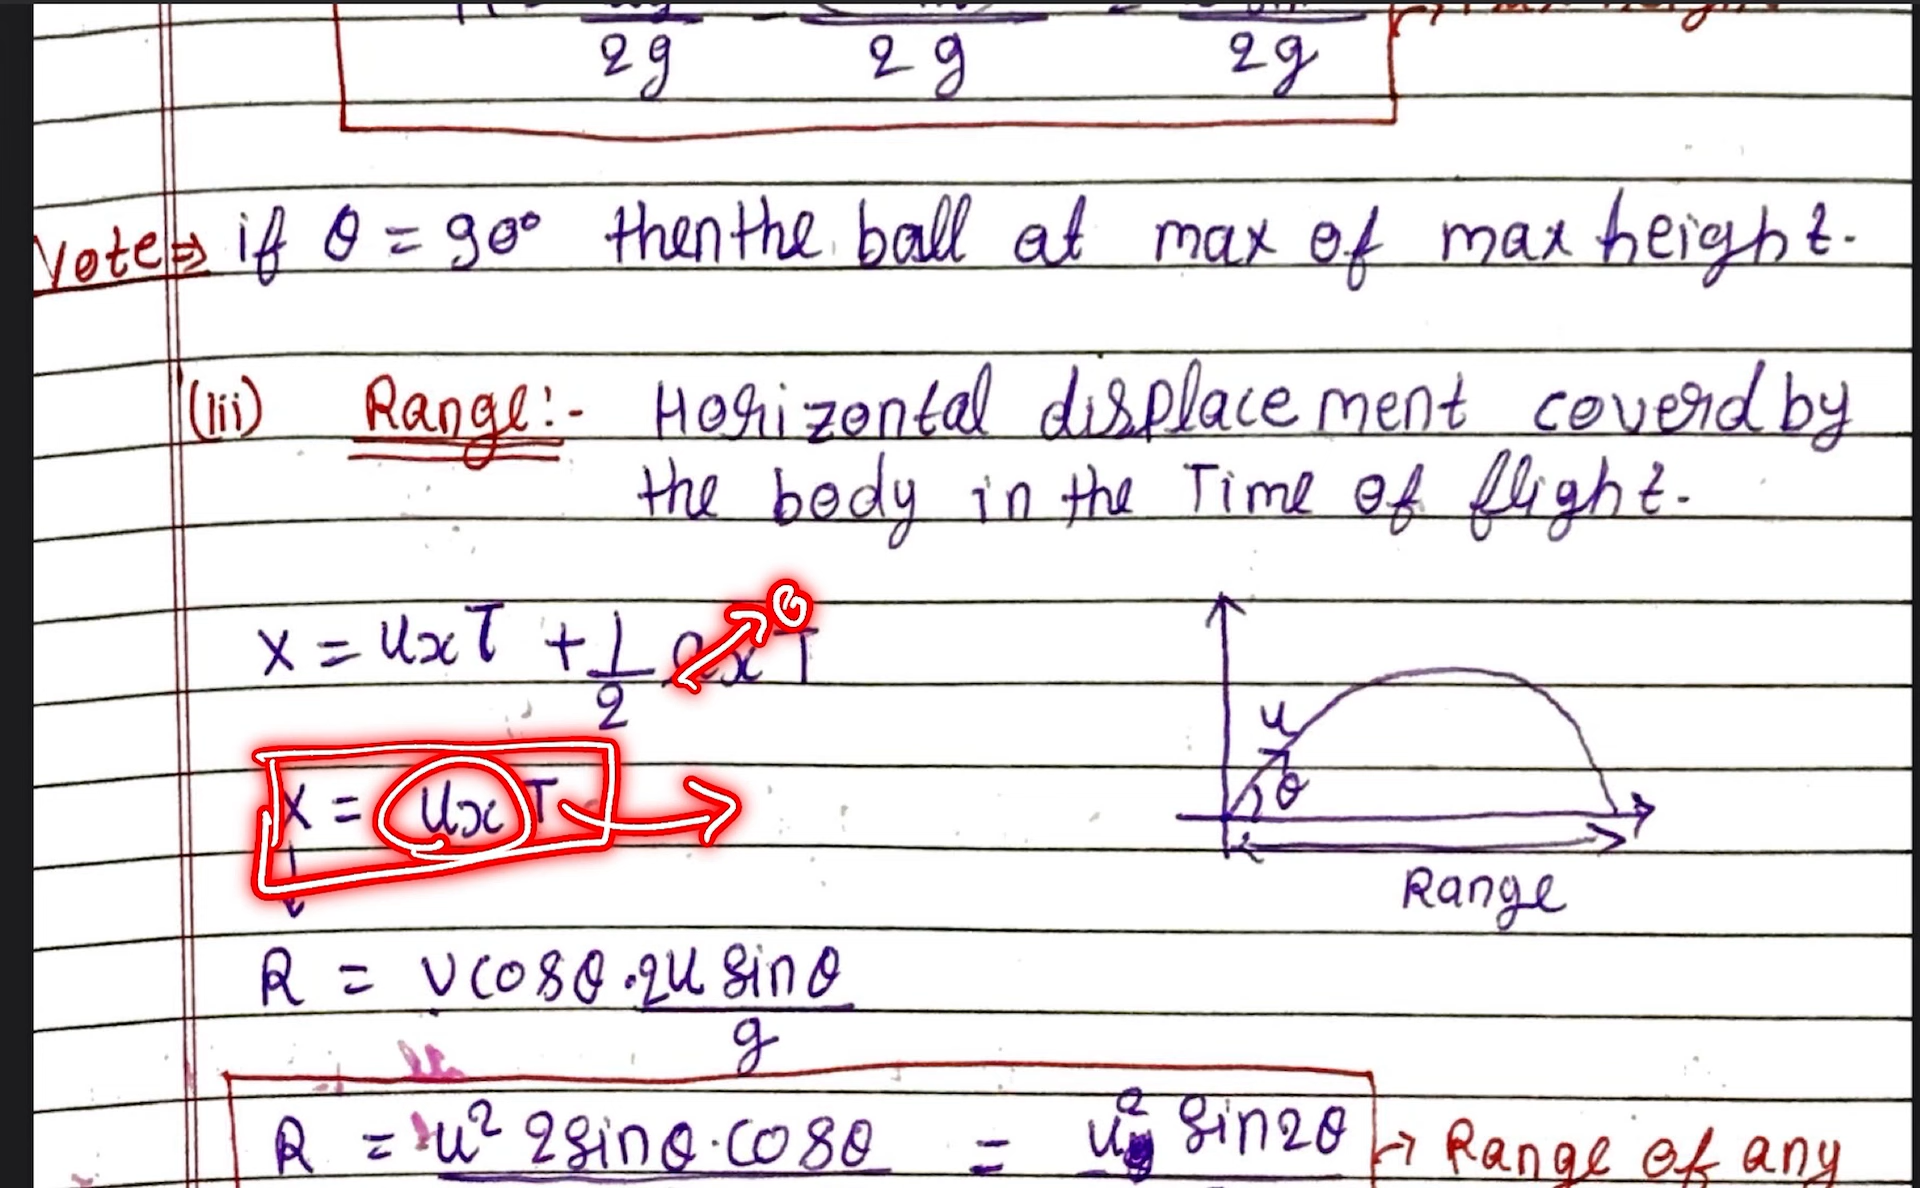 2g 2g 2g
Note⇒ if θ = 90° then the ball at max of max height.
(iii) Range:- Horizontal displacement coverd by
the body in the Time of flight.
x = uxT + 1/2 axT
0
x = uxT
u
θ
Range
R = ucosθ.2u sinθ
g
R = u² 2sinθ.cosθ = u² sin2θ → Range of any